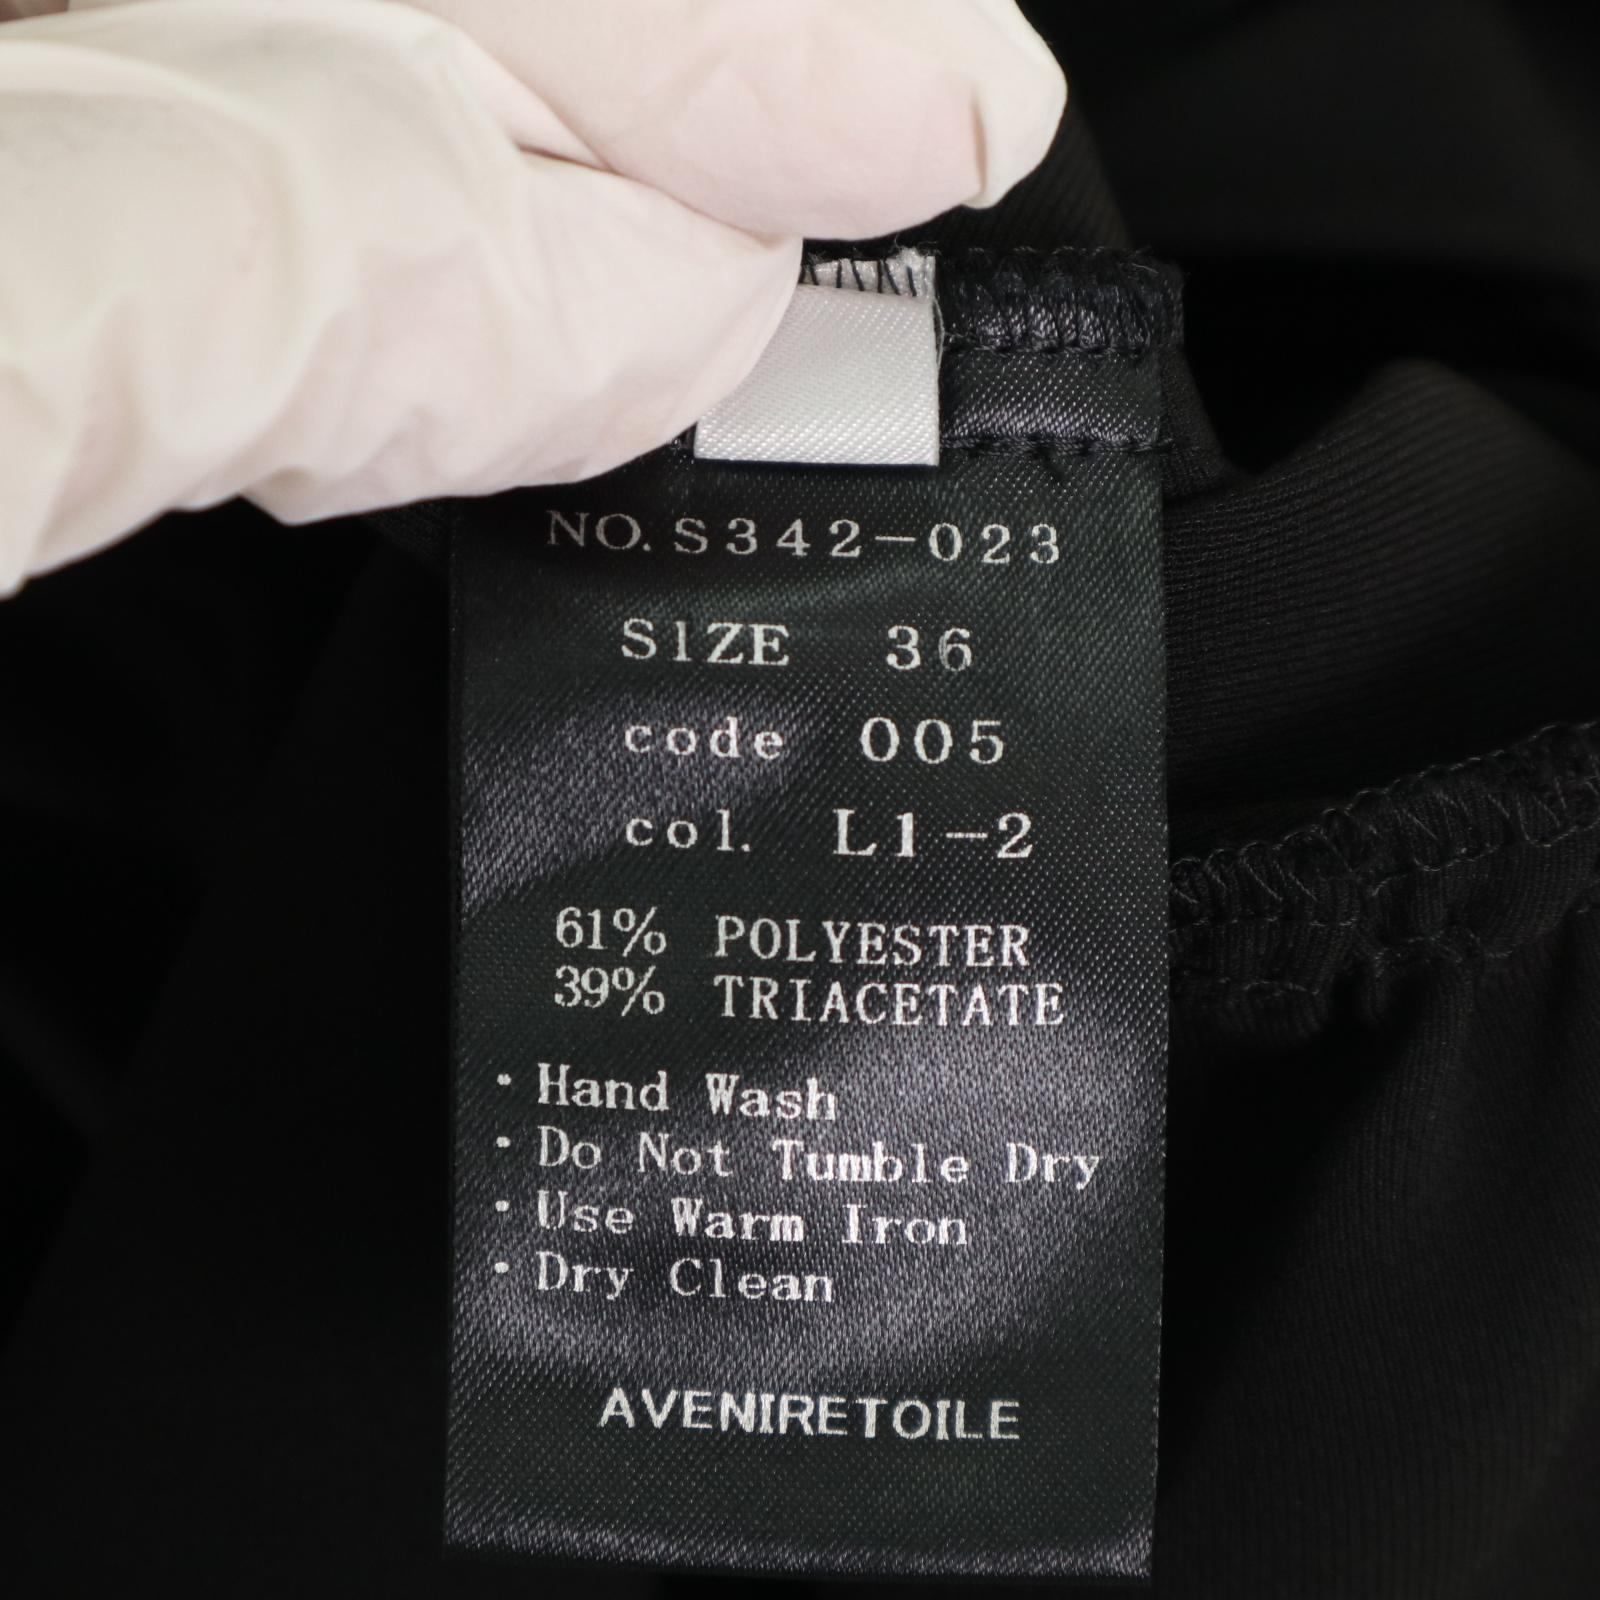 NO.S342-023
SIZE 36
code 005
col. L1-2
61% POLYESTER
39% TRIACETATE
・Hand Wash
・Do Not Tumble Dry
・Use Warm Iron
・Dry Clean
AVENIRETOILE